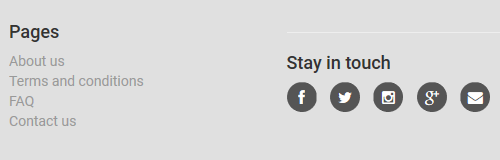 Pages
About us
Terms and conditions
FAQ
Contact us
Stay in touch